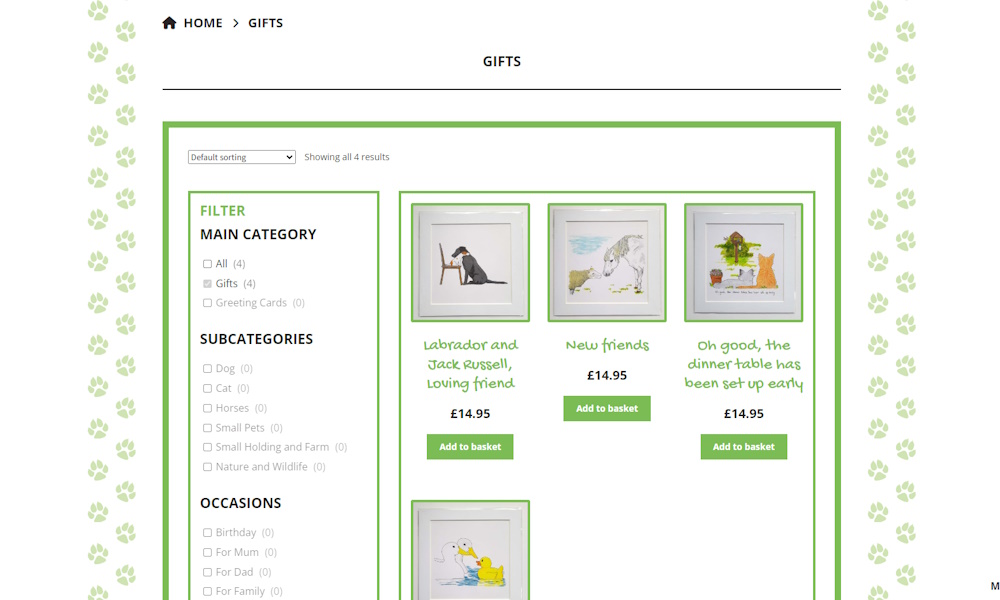 HOME > GIFTS
GIFTS
Default sorting
Showing all 4 results
FILTER
MAIN CATEGORY
All (4)
Gifts (4)
Greeting Cards (0)
SUBCATEGORIES
Dog (0)
Cat (0)
Horses (0)
Small Pets (0)
Small Holding and Farm (0)
Nature and Wildlife (0)
OCCASIONS
Birthday (0)
For Mum (0)
For Dad (0)
For Family (0)
Labrador and
Jack Russell,
Loving friend
£14.95
Add to basket
New friends
£14.95
Add to basket
Oh good, the
dinner table has
been set up early
£14.95
Add to basket
M